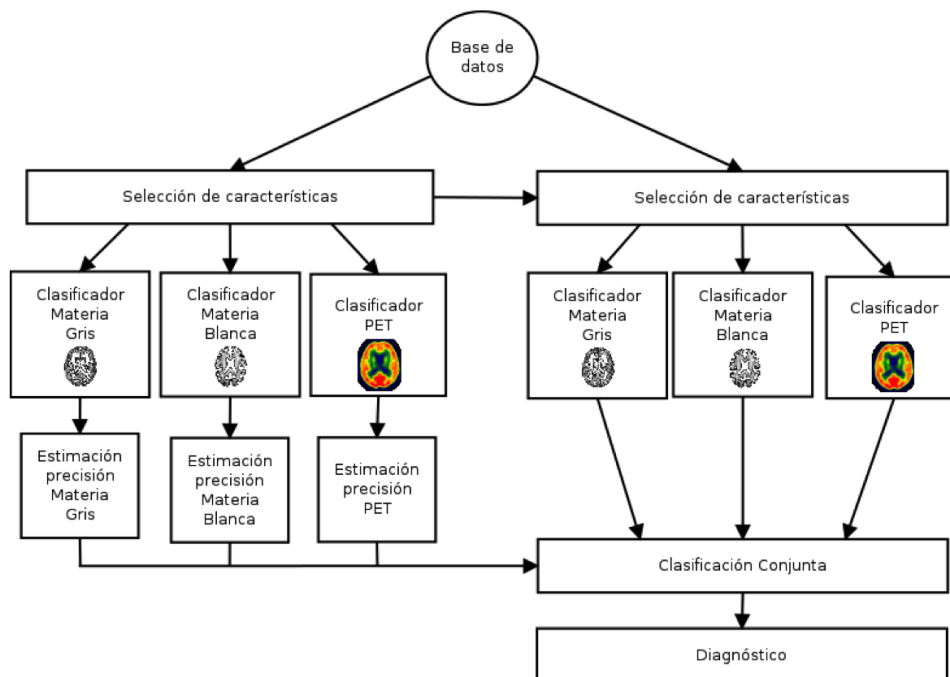 Base de
datos
Selección de características
Selección de características
Clasificador
Materia
Gris
Clasificador
Materia
Blanca
Clasificador
PET
Clasificador
Materia
Gris
Clasificador
Materia
Blanca
Clasificador
PET
Estimación
precisión
Materia
Gris
Estimación
precisión
Materia
Blanca
Estimación
precisión
PET
Clasificación Conjunta
Diagnóstico